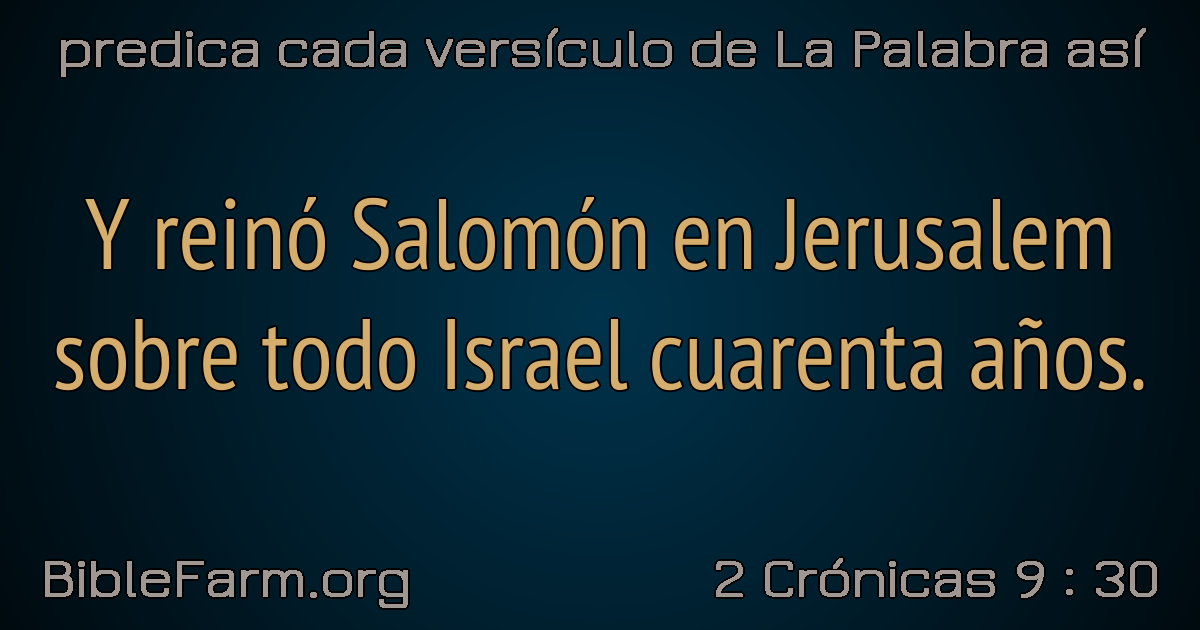 predica cada versículo de La Palabra así
Y reinó Salomón en Jerusalem
sobre todo Israel cuarenta años.
BibleFarm.org
2 Crónicas 9 : 30